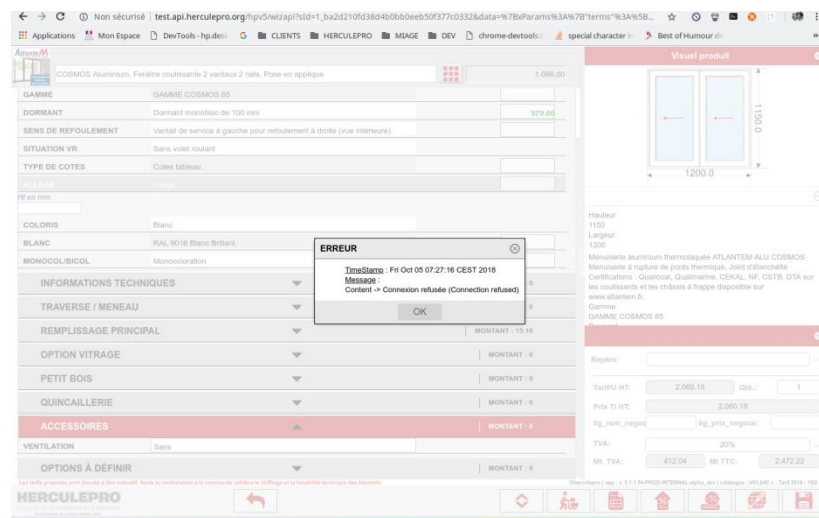 Non sécurisé | test.api.herculepro.org/hpv5/wizapi?sId=1_ba2d210fd38d4b0bb0eeb50f377c0332&data=%7BxParams%3A%7B"terms"%3A%5B...
Applications Mon Espace DevTools - hp.desk G CLIENTS HERCULEPRO MIAGE DEV chrome-devtools: special character in Best of Humour de »
AtlanteM
Visuel produit
COSMOS Aluminium, Fenêtre coulissante 2 vantaux 2 rails, Pose en applique
GAMME GAMME COSMOS 65
DORMANT Dormant monobloc de 100 mm 979,00
SENS DE REFOULEMENT Vantail de service à gauche pour refoulement à droite (vue intérieure)
SITUATION VR Sans volet roulant
TYPE DE COTES Cotes tableau
Ht en mm
COLORIS Blanc
BLANC RAL 9016 Blanc Brillant
MONOCOL/BICOL Monocoloration
1150.0
1200.0
Hauteur
1150
Largeur
1200
Menuiserie aluminium thermolaquée ATLANTEM ALU COSMOS
Menuiserie à rupture de ponts thermique. Joint d'étanchéité
Certifications : Qualicoat, Qualimarine, CEKAL, NF, CSTB. DTA sur
les coulissants et les châssis à frappe disponible sur
www.atlantem.fr.
Gamme
GAMME COSMOS 65
ERREUR
TimeStamp : Fri Oct 05 07:27:16 CEST 2018
Message :
Content -> Connexion refusée (Connection refused)
OK
INFORMATIONS TECHNIQUES
TRAVERSE / MENEAU
REMPLISSAGE PRINCIPAL MONTANT : 15.18
OPTION VITRAGE MONTANT : 0
PETIT BOIS MONTANT : 0
QUINCAILLERIE MONTANT : 0
ACCESSOIRES MONTANT : 0
VENTILATION Sans
OPTIONS À DÉFINIR MONTANT : 0
Repère:
Tarif/U HT: 2,060.18 Qte.: 1
Prix Tl HT: 2,060.18
lig_rem_negoc lig_prix_negoce:
TVA: 20%
Mt. TVA: 412.04 Mt TTC: 2,472.22
HERCULEPRO